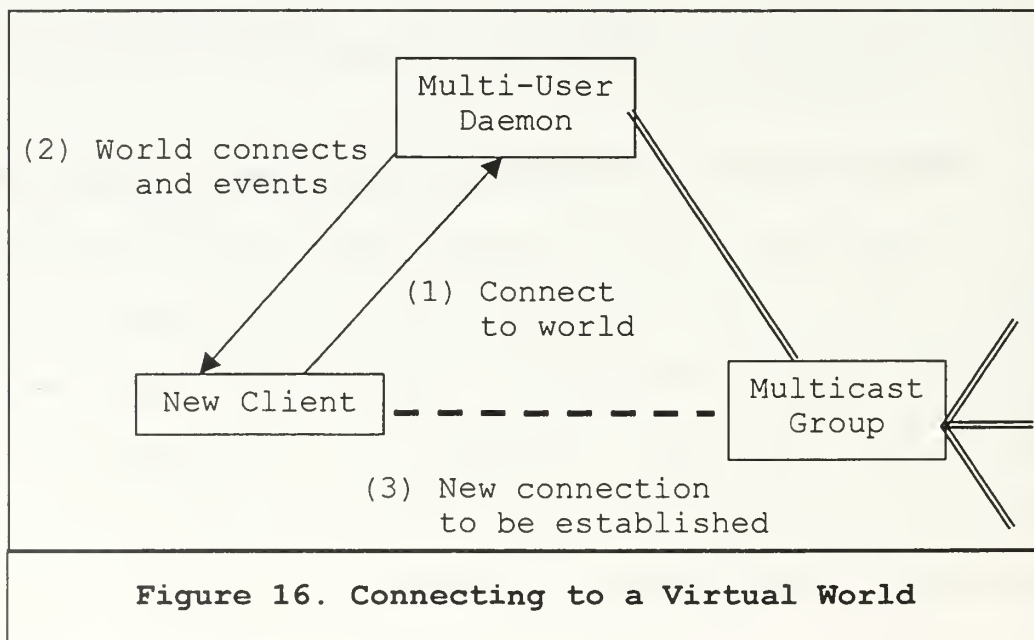 Multi-User
Daemon
(2) World connects
and events
(1) Connect
to world
New Client
Multicast
Group
(3) New connection
to be established
Figure 16. Connecting to a Virtual World